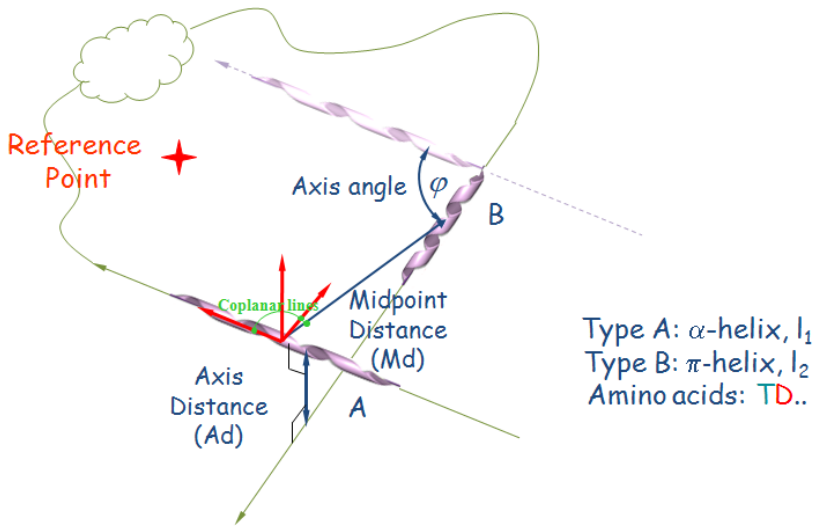 Reference
Point
Axis angle
φ
B
Coplanar lines
Midpoint
Distance
(Md)
Axis
Distance
(Ad)
A
Type A: α-helix, l₁
Type B: π-helix, l₂
Amino acids: TD..